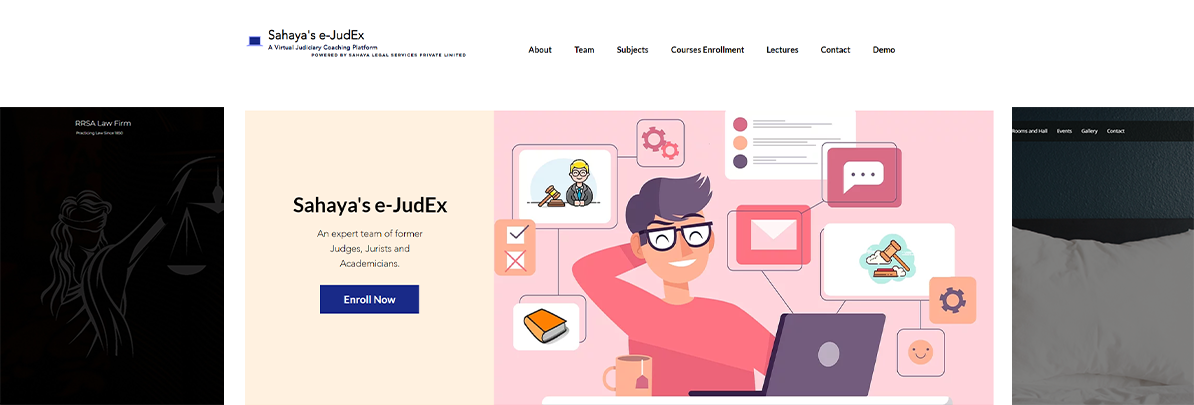 Sahaya's e-JudEx
A Virtual Judiciary Coaching Platform
POWERED BY SAHAYA LEGAL SERVICES PRIVATE LIMITED
About Team Subjects Courses Enrollment Lectures Contact Demo
RRSA Law Firm
Practicing Law Since 1950
Rooms and Hall Events Gallery Contact
Sahaya's e-JudEx
An expert team of former
Judges, Jurists and
Academicians.
Enroll Now